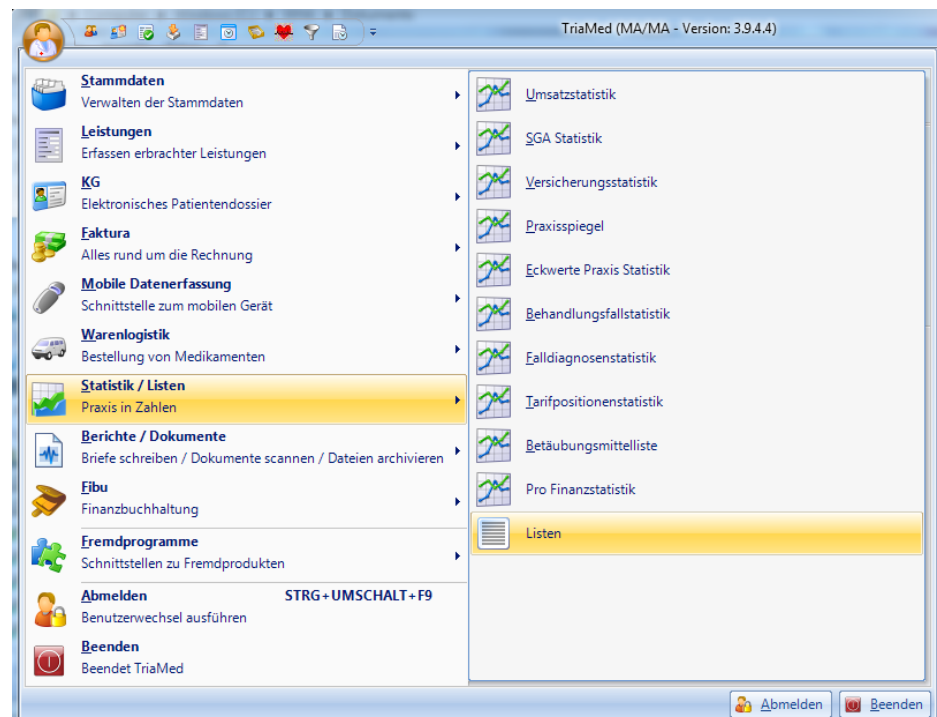 TriaMed (MA/MA - Version: 3.9.4.4)
Stammdaten
Verwalten der Stammdaten
Leistungen
Erfassen erbrachter Leistungen
KG
Elektronisches Patientendossier
Faktura
Alles rund um die Rechnung
Mobile Datenerfassung
Schnittstelle zum mobilen Gerät
Warenlogistik
Bestellung von Medikamenten
Statistik / Listen
Praxis in Zahlen
Berichte / Dokumente
Briefe schreiben / Dokumente scannen / Dateien archivieren
Fibu
Finanzbuchhaltung
Fremdprogramme
Schnittstellen zu Fremdprodukten
Abmelden STRG+UMSCHALT+F9
Benutzerwechsel ausführen
Beenden
Beendet TriaMed
Umsatzstatistik
SGA Statistik
Versicherungsstatistik
Praxisspiegel
Eckwerte Praxis Statistik
Behandlungsfallstatistik
Falldiagnosenstatistik
Tarifpositionenstatistik
Betäubungsmittelliste
Pro Finanzstatistik
Listen
Abmelden Beenden